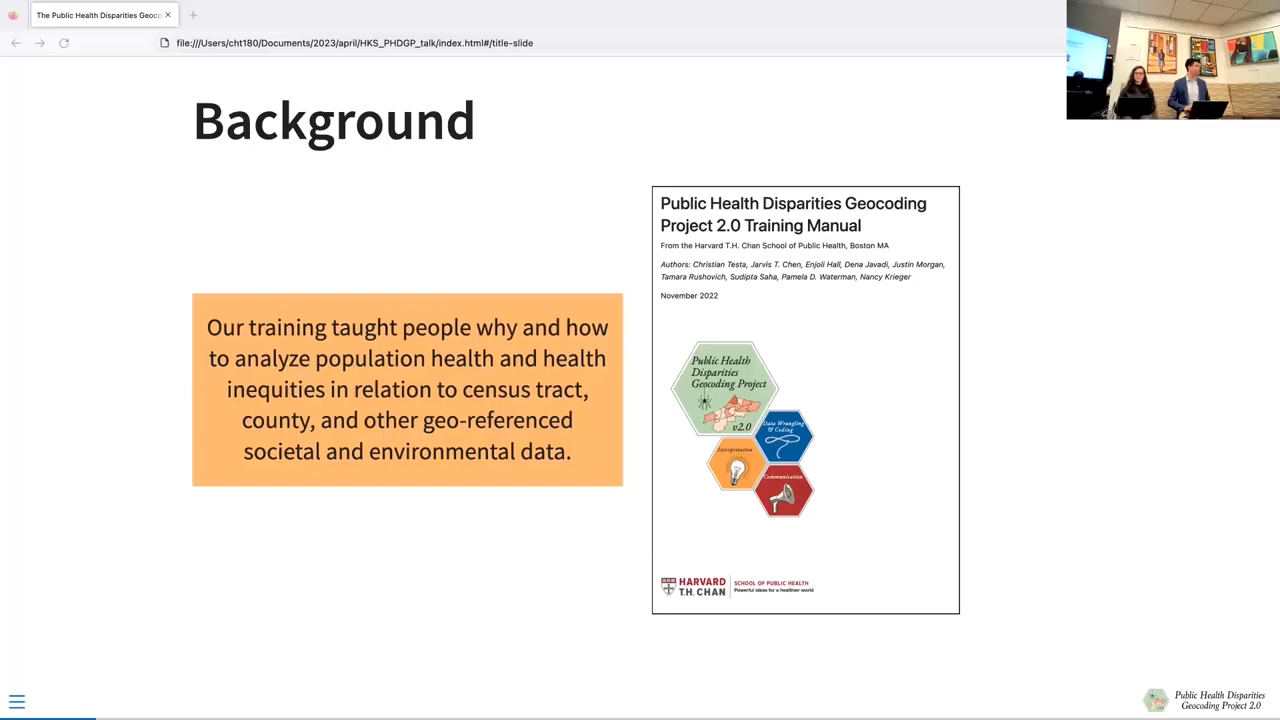 The Public Health Disparities Geoco
file:///Users/cht180/Documents/2023/april/HKS_PHDGP_talk/index.html#/title-slide
Background
Our training taught people why and how
to analyze population health and health
inequities in relation to census tract,
county, and other geo-referenced
societal and environmental data.
Public Health Disparities Geocoding
Project 2.0 Training Manual
From the Harvard T.H. Chan School of Public Health, Boston MA
Authors: Christian Testa, Jarvis T. Chen, Enjoli Hall, Dena Javadi, Justin Morgan,
Tamara Rushovich, Sudipta Saha, Pamela D. Waterman, Nancy Krieger
November 2022
Public Health
Disparities
Geocoding Project
v2.0
Data Wrangling
& Coding
Interpretation
Communication
HARVARD
T.H. CHAN
SCHOOL OF PUBLIC HEALTH
Powerful ideas for a healthier world
Public Health Disparities
Geocoding Project 2.0